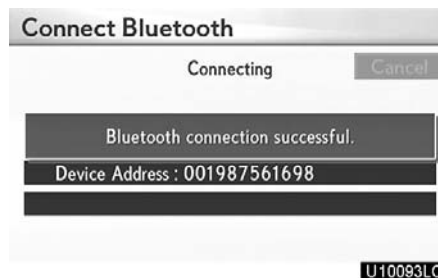 Connect Bluetooth
Connecting
Cancel
Bluetooth connection successful.
Device Address : 001987561698
U10093LC